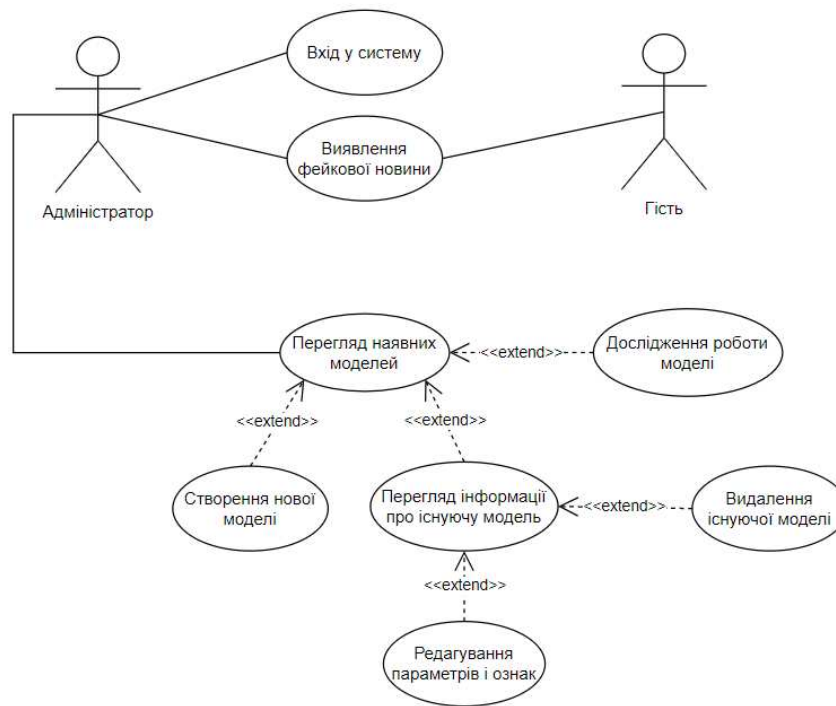 Вхід у систему
Виявлення
фейкової новини
Адміністратор
Гість
Перегляд наявних
моделей
<<extend>>
Дослідження роботи
моделі
<<extend>>
<<extend>>
Створення нової
моделі
Перегляд інформації
про існуючу модель
<<extend>>
Видалення
існуючої моделі
<<extend>>
Редагування
параметрів і ознак